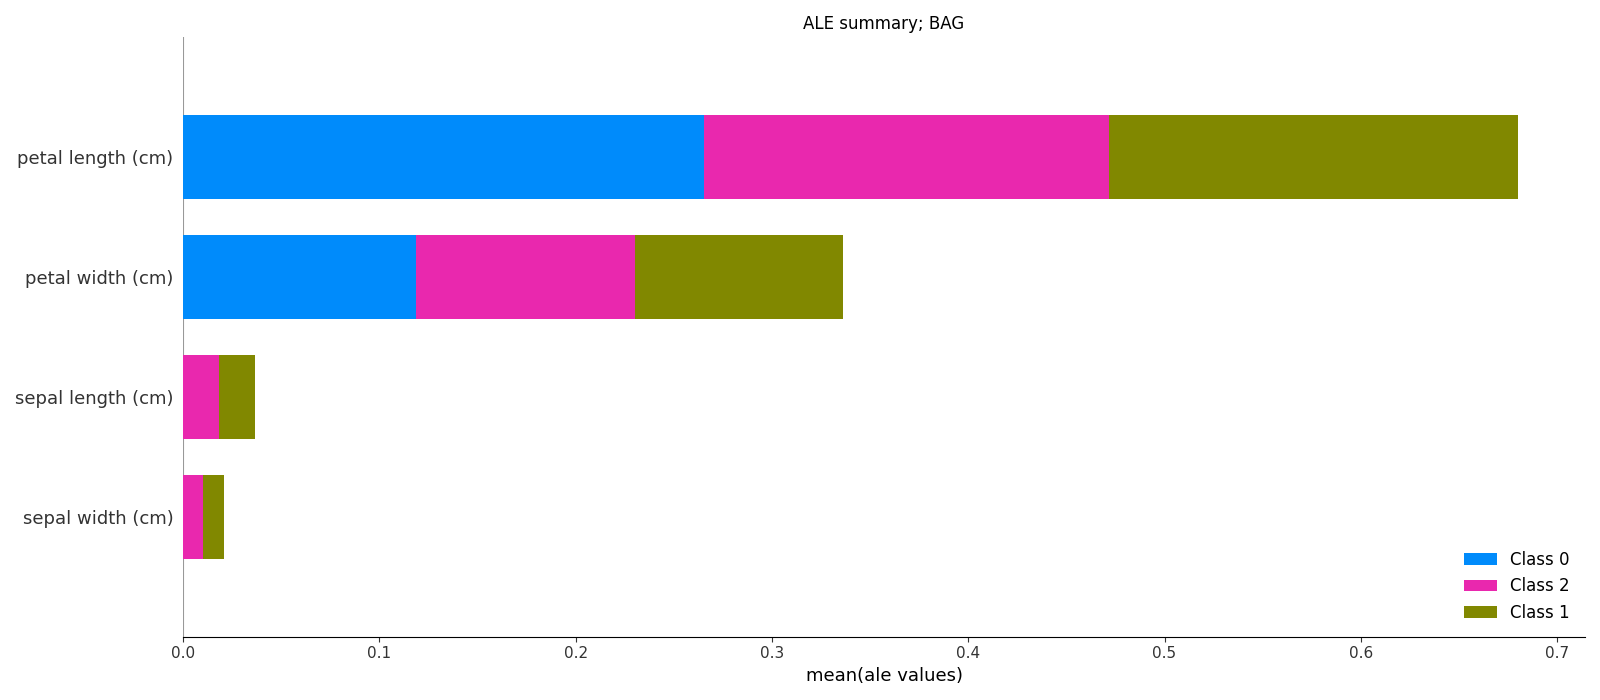 ALE summary; BAG
petal length (cm)
petal width (cm)
sepal length (cm)
sepal width (cm)
Class 0
Class 2
Class 1
0.0 0.1 0.2 0.3 0.4 0.5 0.6 0.7
mean(ale values)